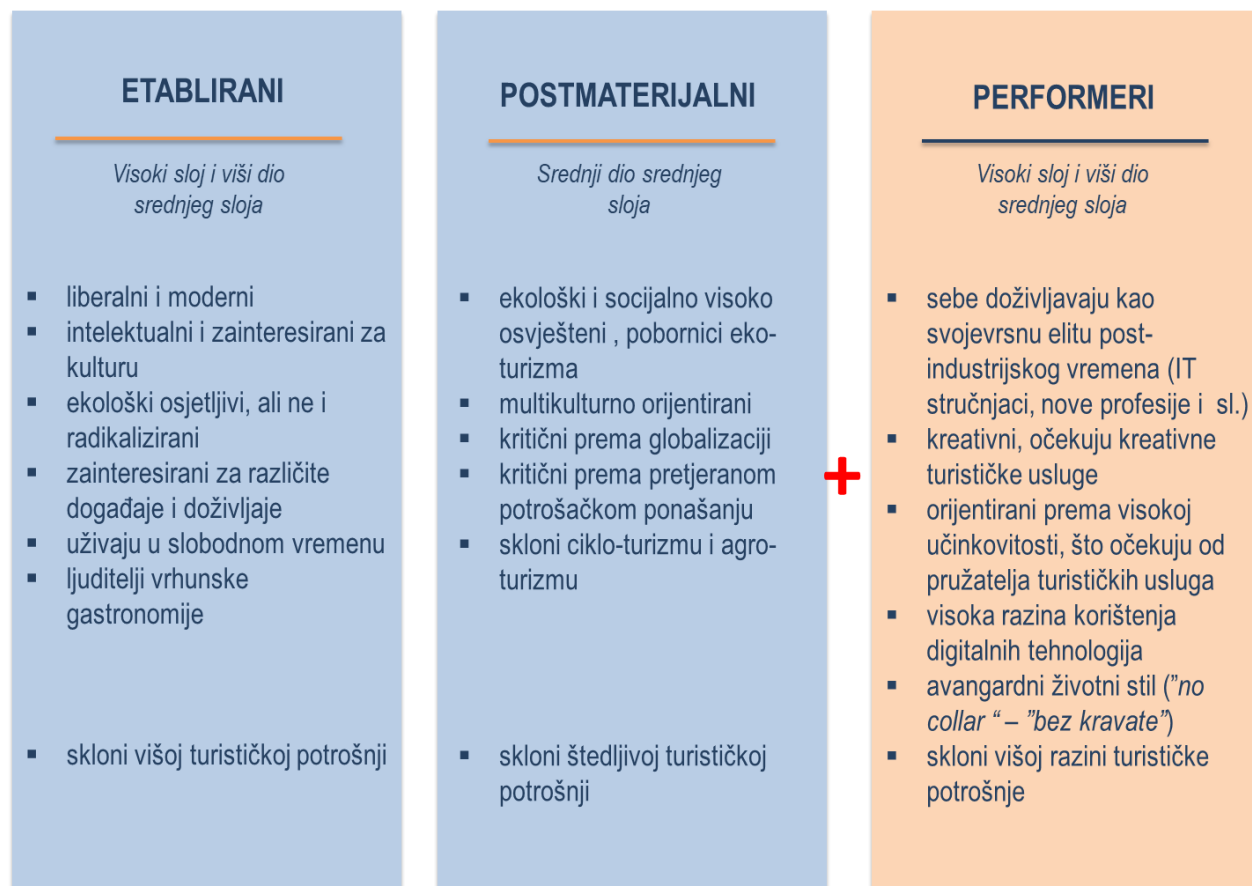 ETABLIRANI
Visoki sloj i viši dio
srednjeg sloja
▪ liberalni i moderni
▪ intelektualni i zainteresirani za
kulturu
▪ ekološki osjetljivi, ali ne i
radikalizirani
▪ zainteresirani za različite
događaje i doživljaje
▪ uživaju u slobodnom vremenu
▪ ljuditelji vrhunske
gastronomije
▪ skloni višoj turističkoj potrošnji
POSTMATERIJALNI
Srednji dio srednjeg
sloja
▪ ekološki i socijalno visoko
osvješteni , pobornici eko-
turizma
▪ multikulturno orijentirani
▪ kritični prema globalizaciji
▪ kritični prema pretjeranom
potrošačkom ponašanju
▪ skloni ciklo-turizmu i agro-
turizmu
▪ skloni štedljivoj turističkoj
potrošnji
+
PERFORMERI
Visoki sloj i viši dio
srednjeg sloja
▪ sebe doživljavaju kao
svojevrsnu elitu post-
industrijskog vremena (IT
stručnjaci, nove profesije i sl.)
▪ kreativni, očekuju kreativne
turističke usluge
▪ orijentirani prema visokoj
učinkovitosti, što očekuju od
pružatelja turističkih usluga
▪ visoka razina korištenja
digitalnih tehnologija
▪ avangardni životni stil (”no
collar “ – ”bez kravate”)
▪ skloni višoj razini turističke
potrošnje